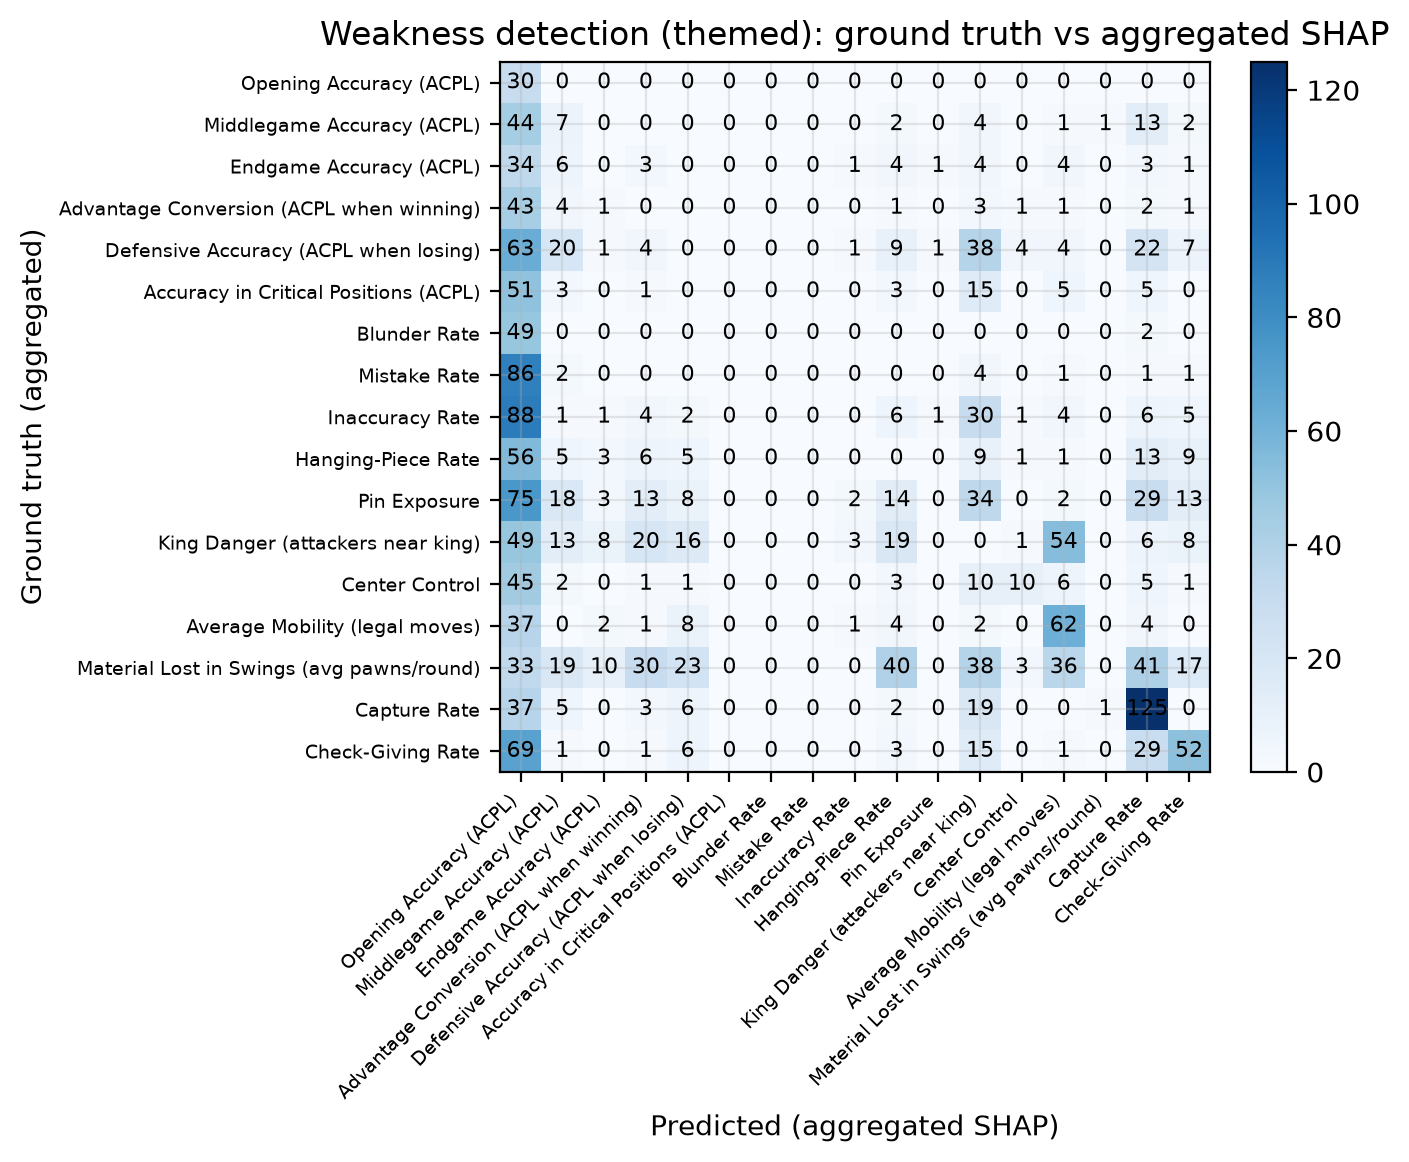 Weakness detection (themed): ground truth vs aggregated SHAP
Ground truth (aggregated)
Opening Accuracy (ACPL) 30 0 0 0 0 0 0 0 0 0 0 0 0 0 0 0 0
Middlegame Accuracy (ACPL) 44 7 0 0 0 0 0 0 0 2 0 4 0 1 1 13 2
Endgame Accuracy (ACPL) 34 6 0 3 0 0 0 0 1 4 1 4 0 4 0 3 1
Advantage Conversion (ACPL when winning) 43 4 1 0 0 0 0 0 0 1 0 3 1 1 0 2 1
Defensive Accuracy (ACPL when losing) 63 20 1 4 0 0 0 0 1 9 1 38 4 4 0 22 7
Accuracy in Critical Positions (ACPL) 51 3 0 1 0 0 0 0 0 3 0 15 0 5 0 5 0
Blunder Rate 49 0 0 0 0 0 0 0 0 0 0 0 0 0 0 2 0
Mistake Rate 86 2 0 0 0 0 0 0 0 0 0 4 0 1 0 1 1
Inaccuracy Rate 88 1 1 4 2 0 0 0 0 6 1 30 1 4 0 6 5
Hanging-Piece Rate 56 5 3 6 5 0 0 0 0 0 0 9 1 1 0 13 9
Pin Exposure 75 18 3 13 8 0 0 0 2 14 0 34 0 2 0 29 13
King Danger (attackers near king) 49 13 8 20 16 0 0 0 3 19 0 0 1 54 0 6 8
Center Control 45 2 0 1 1 0 0 0 0 3 0 10 10 6 0 5 1
Average Mobility (legal moves) 37 0 2 1 8 0 0 0 1 4 0 2 0 62 0 4 0
Material Lost in Swings (avg pawns/round) 33 19 10 30 23 0 0 0 0 40 0 38 3 36 0 41 17
Capture Rate 37 5 0 3 6 0 0 0 0 2 0 19 0 0 1 125 0
Check-Giving Rate 69 1 0 1 6 0 0 0 0 3 0 15 0 1 0 29 52
Opening Accuracy (ACPL)
Middlegame Accuracy (ACPL)
Endgame Accuracy (ACPL)
Advantage Conversion (ACPL when winning)
Defensive Accuracy (ACPL when losing)
Accuracy in Critical Positions (ACPL)
Blunder Rate
Mistake Rate
Inaccuracy Rate
Hanging-Piece Rate
Pin Exposure
King Danger (attackers near king)
Center Control
Average Mobility (legal moves)
Material Lost in Swings (avg pawns/round)
Capture Rate
Check-Giving Rate
Predicted (aggregated SHAP)
120
100
80
60
40
20
0